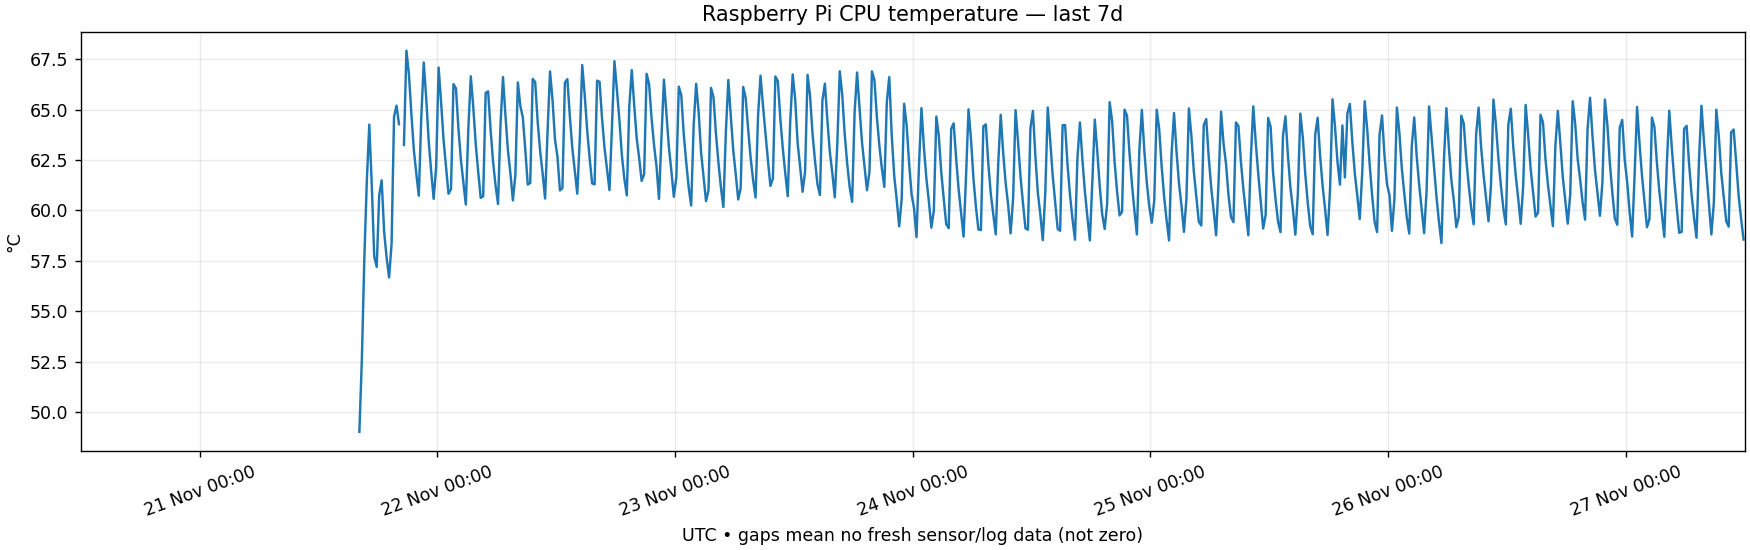 Raspberry Pi CPU temperature — last 7d
67.5
65.0
62.5
60.0
57.5
55.0
52.5
50.0
°C
21 Nov 00:00
22 Nov 00:00
23 Nov 00:00
24 Nov 00:00
25 Nov 00:00
26 Nov 00:00
27 Nov 00:00
UTC • gaps mean no fresh sensor/log data (not zero)